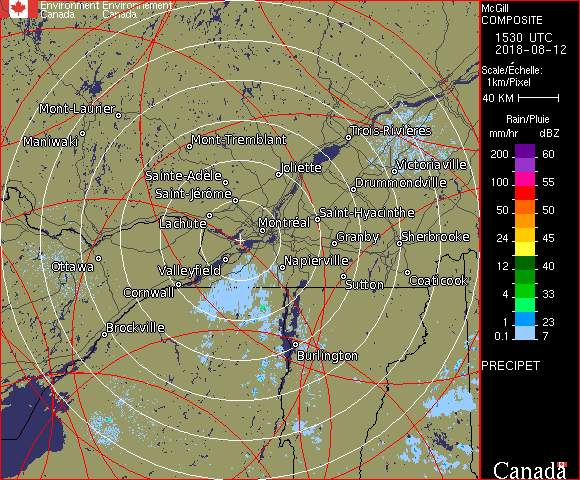 Environment Environnement
Canada Canada
McGill
COMPOSITE
1530 UTC
2018-08-12
Scale/Échelle:
1km/Pixel
40 KM
Rain/Pluie
mm/hr dBZ
200 60
55
100 55
50 50
24 45
12 40
4 33
1 23
0.1 7
PRECIPET
Canada
Mont-Laurier
Maniwaki
Mont-Tremblant
Trois-Rivières
Joliette
Victoriaville
Sainte-Adèle
Drummondville
Saint-Jérôme
Saint-Hyacinthe
Lachute
Montréal
Granby
Sherbrooke
Ottawa
Valleyfield
Napierville
Cornwall
Sutton
Coaticook
Brockville
Burlington